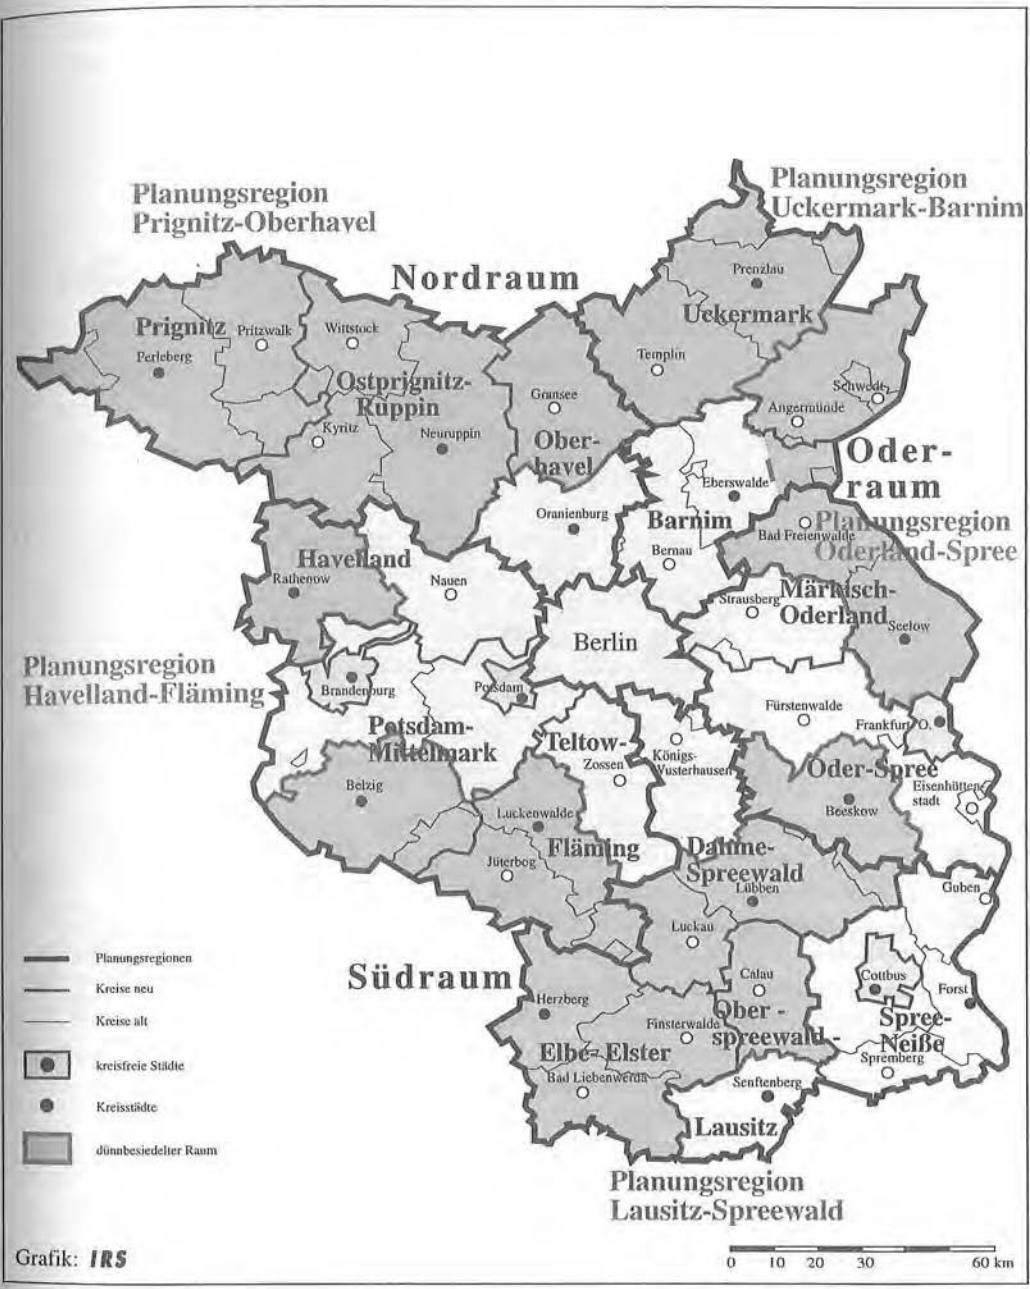 Planungsregion
Prignitz-Oberhavel
Planungsregion
Uckermark-Barnim
Nordraum
Prenzlau
Uckermark
Prignitz
Pritzwalk
Wittstock
Perleberg
Templin
Ostprignitz-
Ruppin
Gransee
Schwedt
Angermünde
Kyritz
Neuruppin
Ober-
havel
Oder-
raum
Eberswalde
Oranienburg
Barnim
Planungsregion
Oderland-Spree
Bad Freienwalde
Bernau
Havelland
Rathenow
Nauen
Strausberg
Märkisch-
Oderland
Seelow
Berlin
Planungsregion
Havelland-Fläming
Brandenburg
Potsdam
Fürstenwalde
Frankfurt/O.
Potsdam-
Mittelmark
Teltow-
Zossen
Königs-
Wusterhausen
Oder-Spree
Eisenhütten-
stadt
Belzig
Beeskow
Luckenwalde
Fläming
Dahme-
Spreewald
Jüterbog
Lübben
Guben
Luckau
Planungsregionen
Südraum
Calau
Cottbus
Forst
Kreise neu
Herzberg
Ober -
spreewald -
Spree-
Neiße
Kreise alt
Finsterwalde
Elbe- Elster
Spremberg
kreisfreie Städte
Bad Liebenwerda
Senftenberg
Kreisstädte
Lausitz
dünnbesiedelter Raum
Planungsregion
Lausitz-Spreewald
Grafik: IRS
0 10 20 30 60 km